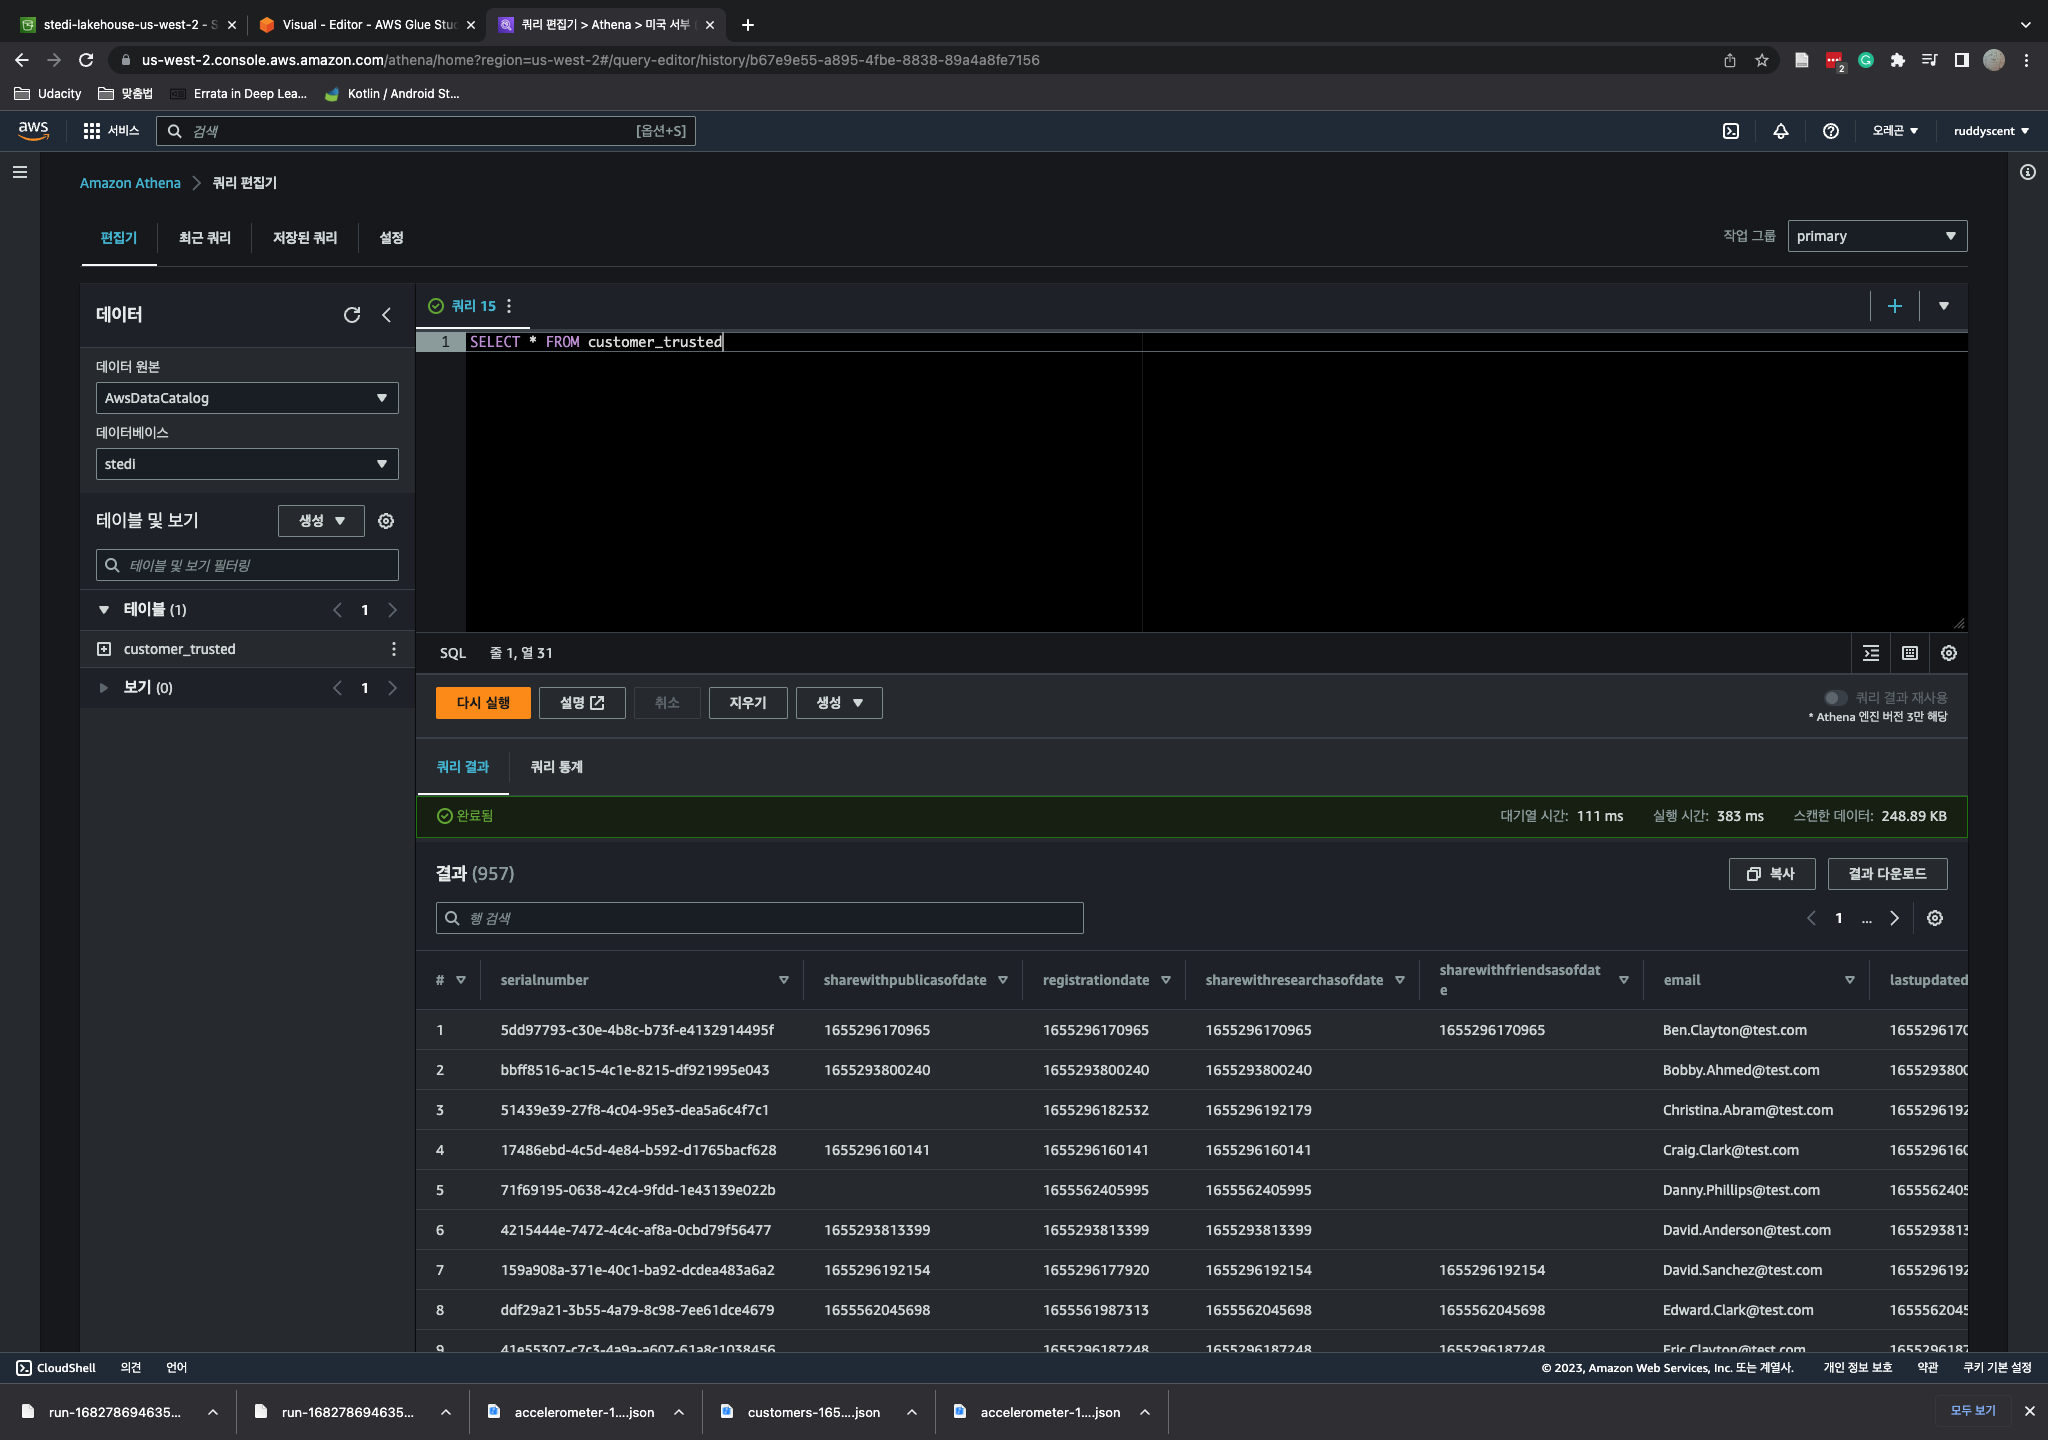 stedi-lakehouse-us-west-2 - S
Visual - Editor - AWS Glue Stud
쿼리 편집기 > Athena > 미국 서부 (
us-west-2.console.aws.amazon.com/athena/home?region=us-west-2#/query-editor/history/b67e9e55-a895-4fbe-8838-89a4a8fe7156
2
Udacity
맞춤법
Errata in Deep Lea...
Kotlin / Android St...
aws
서비스
검색
[옵션+S]
오레곤
ruddyscent
Amazon Athena
쿼리 편집기
편집기
최근 쿼리
저장된 쿼리
설정
작업 그룹
primary
데이터
쿼리 15
1
SELECT * FROM customer_trusted
데이터 원본
AwsDataCatalog
데이터베이스
stedi
테이블 및 보기
생성
테이블 및 보기 필터링
테이블 (1)
1
customer_trusted
보기 (0)
1
SQL
줄 1, 열 31
다시 실행
설명
취소
지우기
생성
쿼리 결과 재사용
* Athena 엔진 버전 3만 해당
쿼리 결과
쿼리 통계
완료됨
대기열 시간: 111 ms
실행 시간: 383 ms
스캔한 데이터: 248.89 KB
결과 (957)
복사
결과 다운로드
행 검색
1
...
# serialnumber sharewithpublicasofdate registrationdate sharewithresearchasofdate sharewithfriendsasofdate email lastupdated
1 5dd97793-c30e-4b8c-b73f-e4132914495f 1655296170965 1655296170965 1655296170965 1655296170965 Ben.Clayton@test.com 1655296170
2 bbff8516-ac15-4c1e-8215-df921995e043 1655293800240 1655293800240 1655293800240 Bobby.Ahmed@test.com 1655293800
3 51439e39-27f8-4c04-95e3-dea5a6c4f7c1 1655296182532 1655296192179 Christina.Abram@test.com 1655296192
4 17486ebd-4c5d-4e84-b592-d1765bacf628 1655296160141 1655296160141 1655296160141 Craig.Clark@test.com 1655296160
5 71f69195-0638-42c4-9fdd-1e43139e022b 1655562405995 1655562405995 Danny.Phillips@test.com 1655562405
6 4215444e-7472-4c4c-af8a-0cbd79f56477 1655293813399 1655293813399 1655293813399 David.Anderson@test.com 1655293813
7 159a908a-371e-40c1-ba92-dcdea483a6a2 1655296192154 1655296177920 1655296192154 1655296192154 David.Sanchez@test.com 1655296192
8 ddf29a21-3b55-4a79-8c98-7ee61dce4679 1655562045698 1655561987313 1655562045698 1655562045698 Edward.Clark@test.com 1655562045
9 41e55307-c7c3-4a9a-a607-61a8c1038456 1655296187248 1655296187248 1655296187248 1655296187248 Eric.Clayton@test.com 1655296187
CloudShell
의견
언어
© 2023, Amazon Web Services, Inc. 또는 계열사.
개인 정보 보호
약관
쿠키 기본 설정
run-168278694635...
run-168278694635...
accelerometer-1....json
customers-165....json
accelerometer-1....json
모두 보기